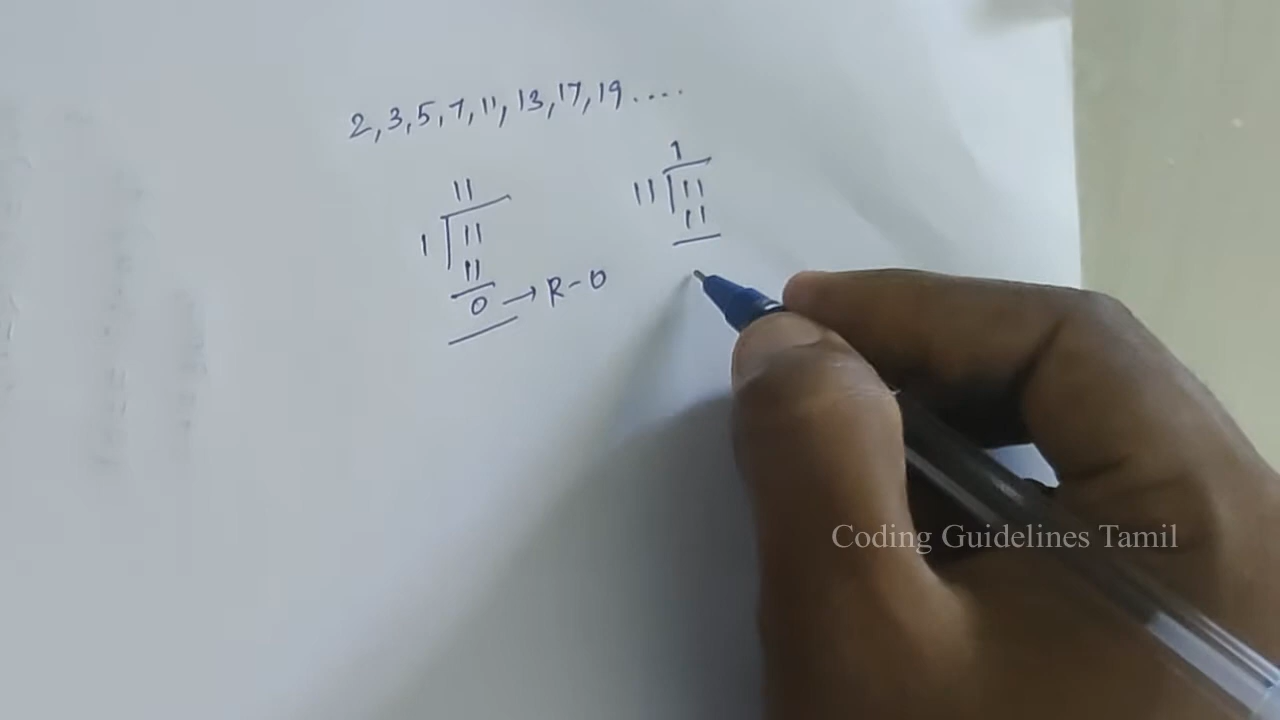 2, 3, 5, 7, 11, 13, 17, 19 ....
11
1 11
11
0 → R-0
1
11 11
11
Coding Guidelines Tamil